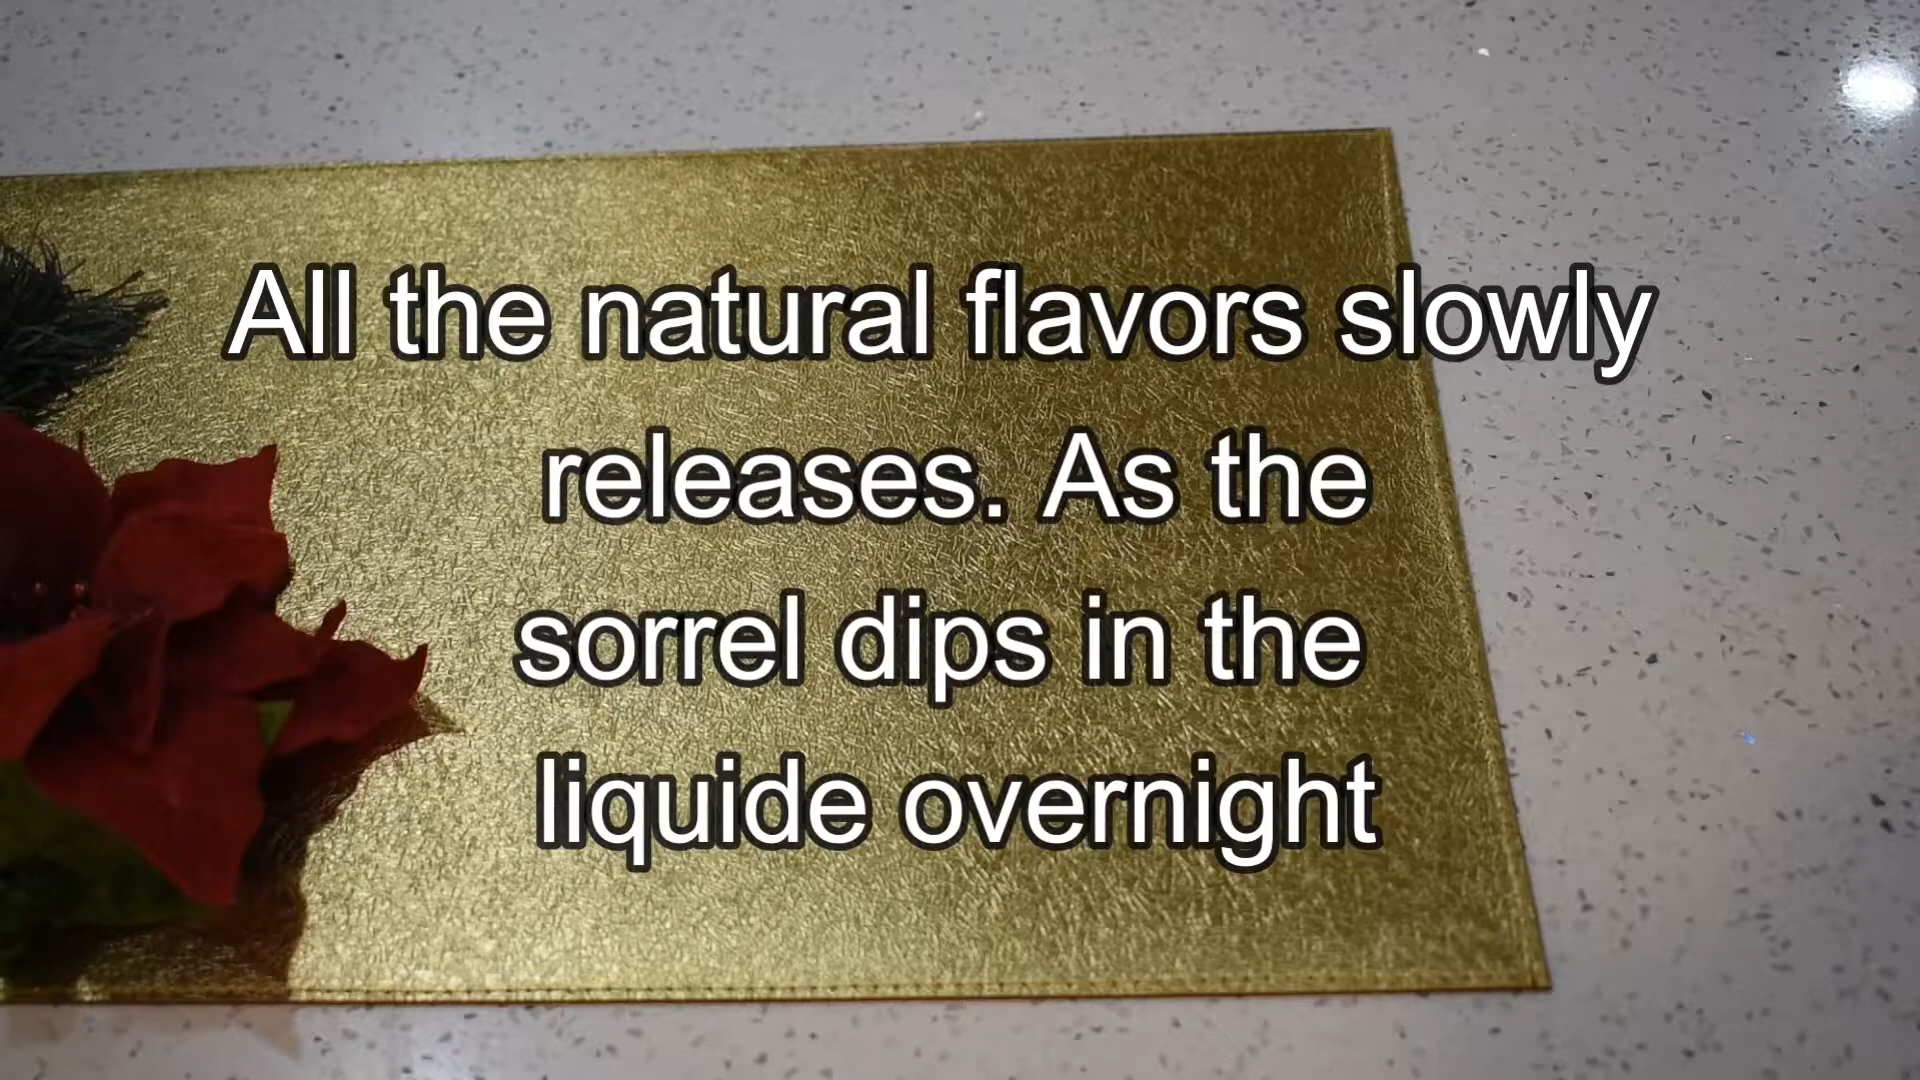 All the natural flavors slowly
releases. As the
sorrel dips in the
liquide overnight